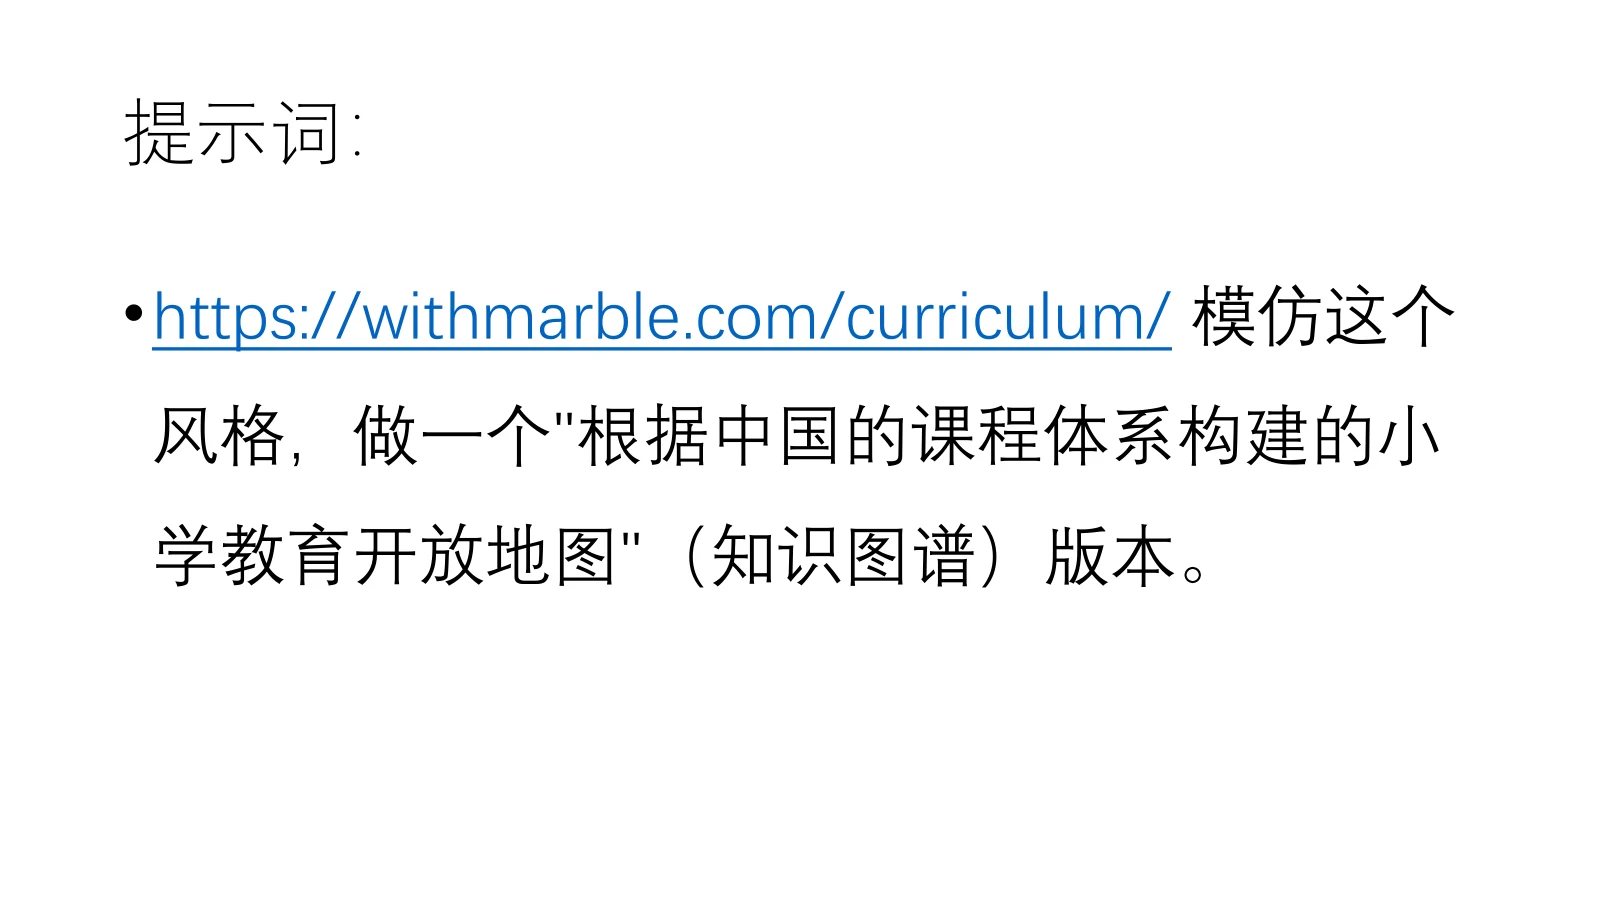 提示词：
•https://withmarble.com/curriculum/ 模仿这个
风格，做一个"根据中国的课程体系构建的小
学教育开放地图"（知识图谱）版本。